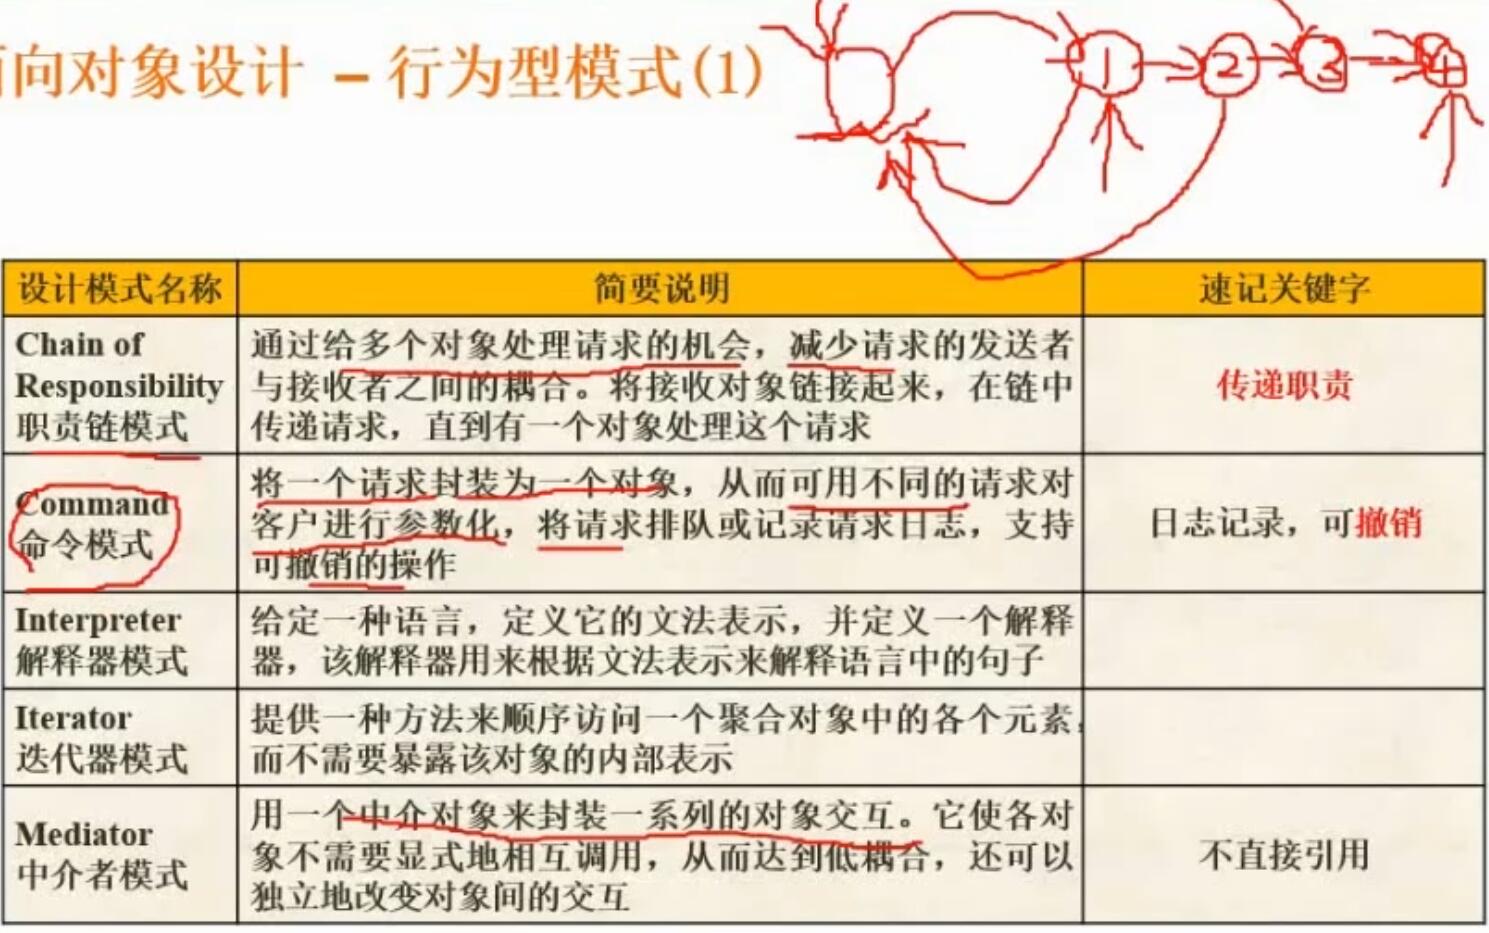 向对象设计 – 行为型模式(1)
1 2 3 4
设计模式名称 简要说明 速记关键字
Chain of
Responsibility
职责链模式
通过给多个对象处理请求的机会，减少请求的发送者
与接收者之间的耦合。将接收对象链接起来，在链中
传递请求，直到有一个对象处理这个请求
传递职责
Command
命令模式
将一个请求封装为一个对象，从而可用不同的请求对
客户进行参数化，将请求排队或记录请求日志，支持
可撤销的操作
日志记录，可撤销
Interpreter
解释器模式
给定一种语言，定义它的文法表示，并定义一个解释
器，该解释器用来根据文法表示来解释语言中的句子
Iterator
迭代器模式
提供一种方法来顺序访问一个聚合对象中的各个元素，
而不需要暴露该对象的内部表示
Mediator
中介者模式
用一个中介对象来封装一系列的对象交互。它使各对
象不需要显式地相互调用，从而达到低耦合，还可以
独立地改变对象间的交互
不直接引用